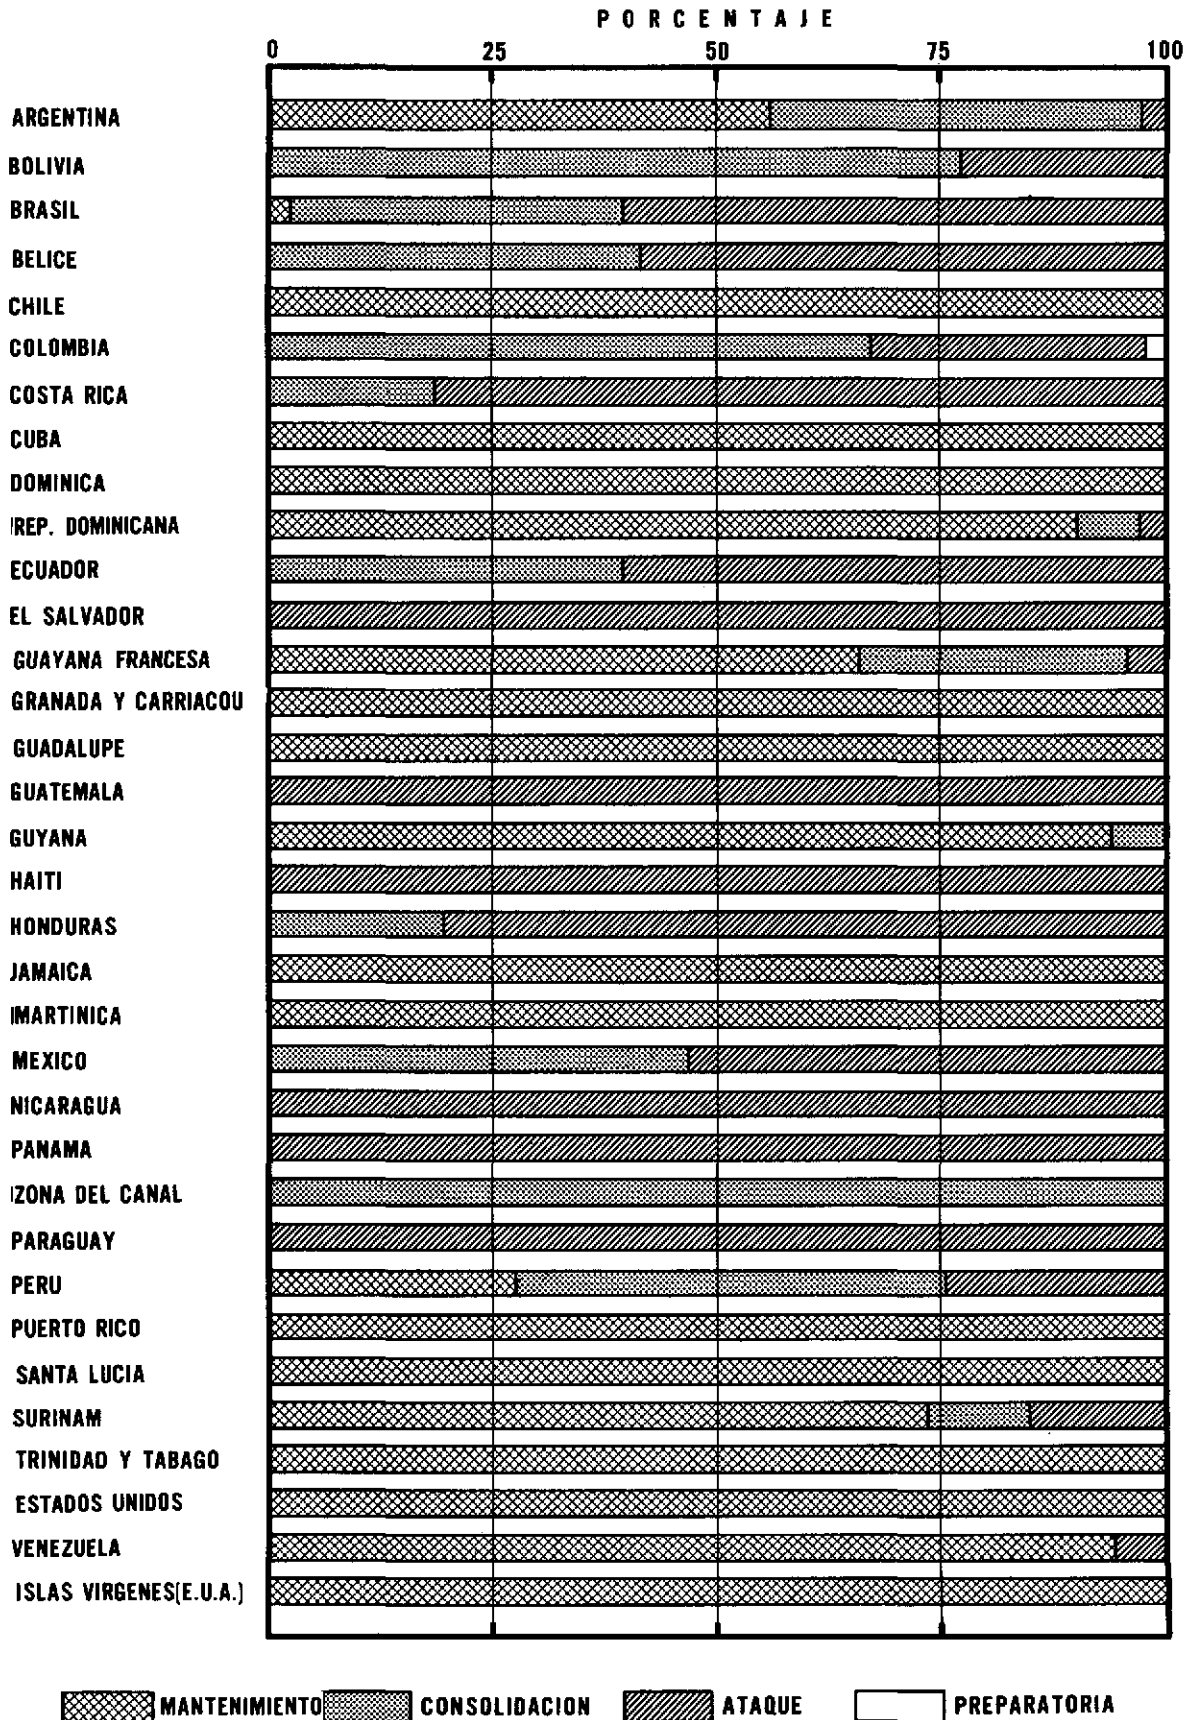 PORCENTAJE
0 25 50 75 100
ARGENTINA
BOLIVIA
BRASIL
BELICE
CHILE
COLOMBIA
COSTA RICA
CUBA
DOMINICA
REP. DOMINICANA
ECUADOR
EL SALVADOR
GUAYANA FRANCESA
GRANADA Y CARRIACOU
GUADALUPE
GUATEMALA
GUYANA
HAITI
HONDURAS
JAMAICA
MARTINICA
MEXICO
NICARAGUA
PANAMA
ZONA DEL CANAL
PARAGUAY
PERU
PUERTO RICO
SANTA LUCIA
SURINAM
TRINIDAD Y TABAGO
ESTADOS UNIDOS
VENEZUELA
ISLAS VIRGENES(E.U.A.)
MANTENIMIENTO CONSOLIDACION ATAQUE PREPARATORIA